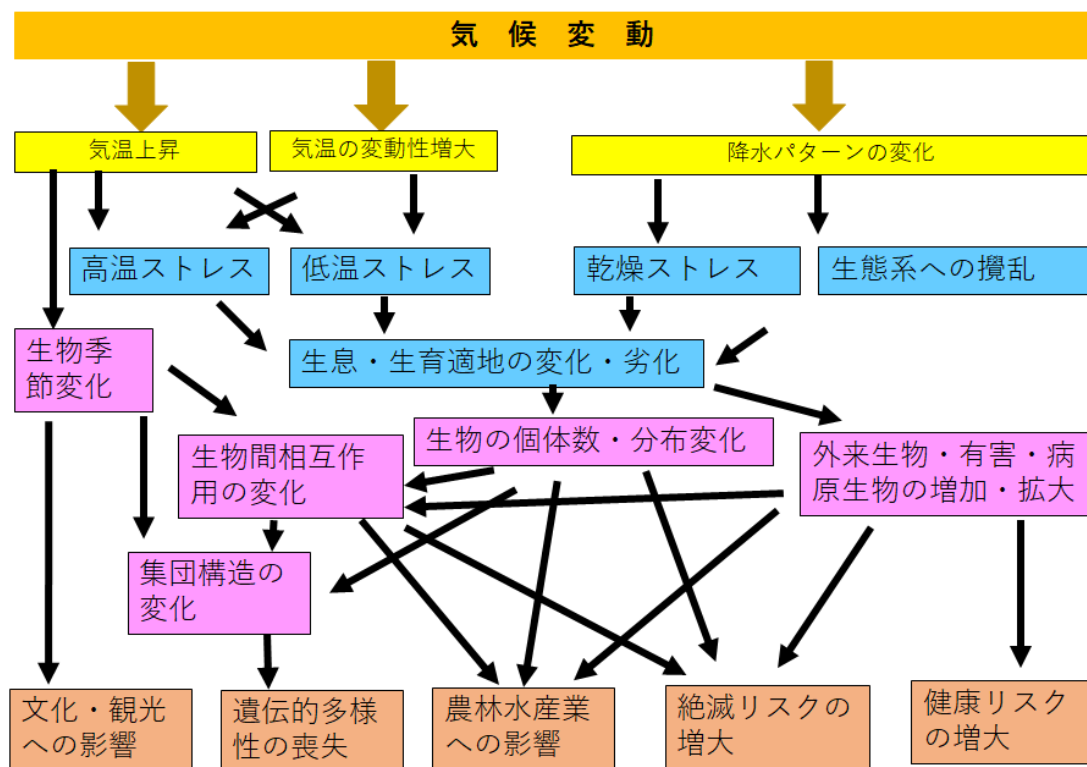 気候変動
気温上昇
気温の変動性増大
降水パターンの変化
高温ストレス
低温ストレス
乾燥ストレス
生態系への攪乱
生物季
節変化
生息・生育適地の変化・劣化
生物間相互作
用の変化
生物の個体数・分布変化
外来生物・有害・病
原生物の増加・拡大
集団構造の
変化
文化・観光
への影響
遺伝的多様
性の喪失
農林水産業
への影響
絶滅リスクの
増大
健康リスク
の増大